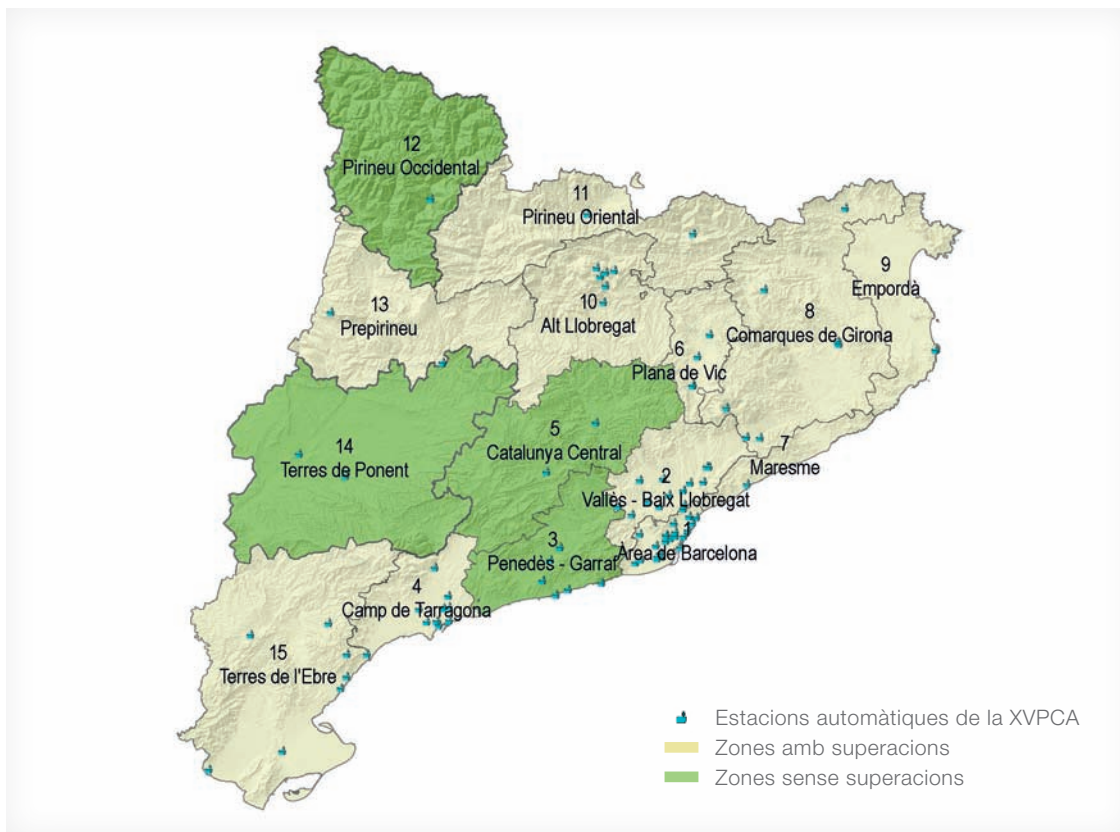 12
Pirineu Occidental
11
Pirineu Oriental
9
Empordà
13
Prepirineu
10
Alt Llobregat
8
Comarques de Girona
6
Plana de Vic
5
Catalunya Central
14
Terres de Ponent
7
Maresme
2
Vallès - Baix Llobregat
1
Àrea de Barcelona
3
Penedès - Garraf
4
Camp de Tarragona
15
Terres de l'Ebre
Estacions automàtiques de la XVPCA
Zones amb superacions
Zones sense superacions